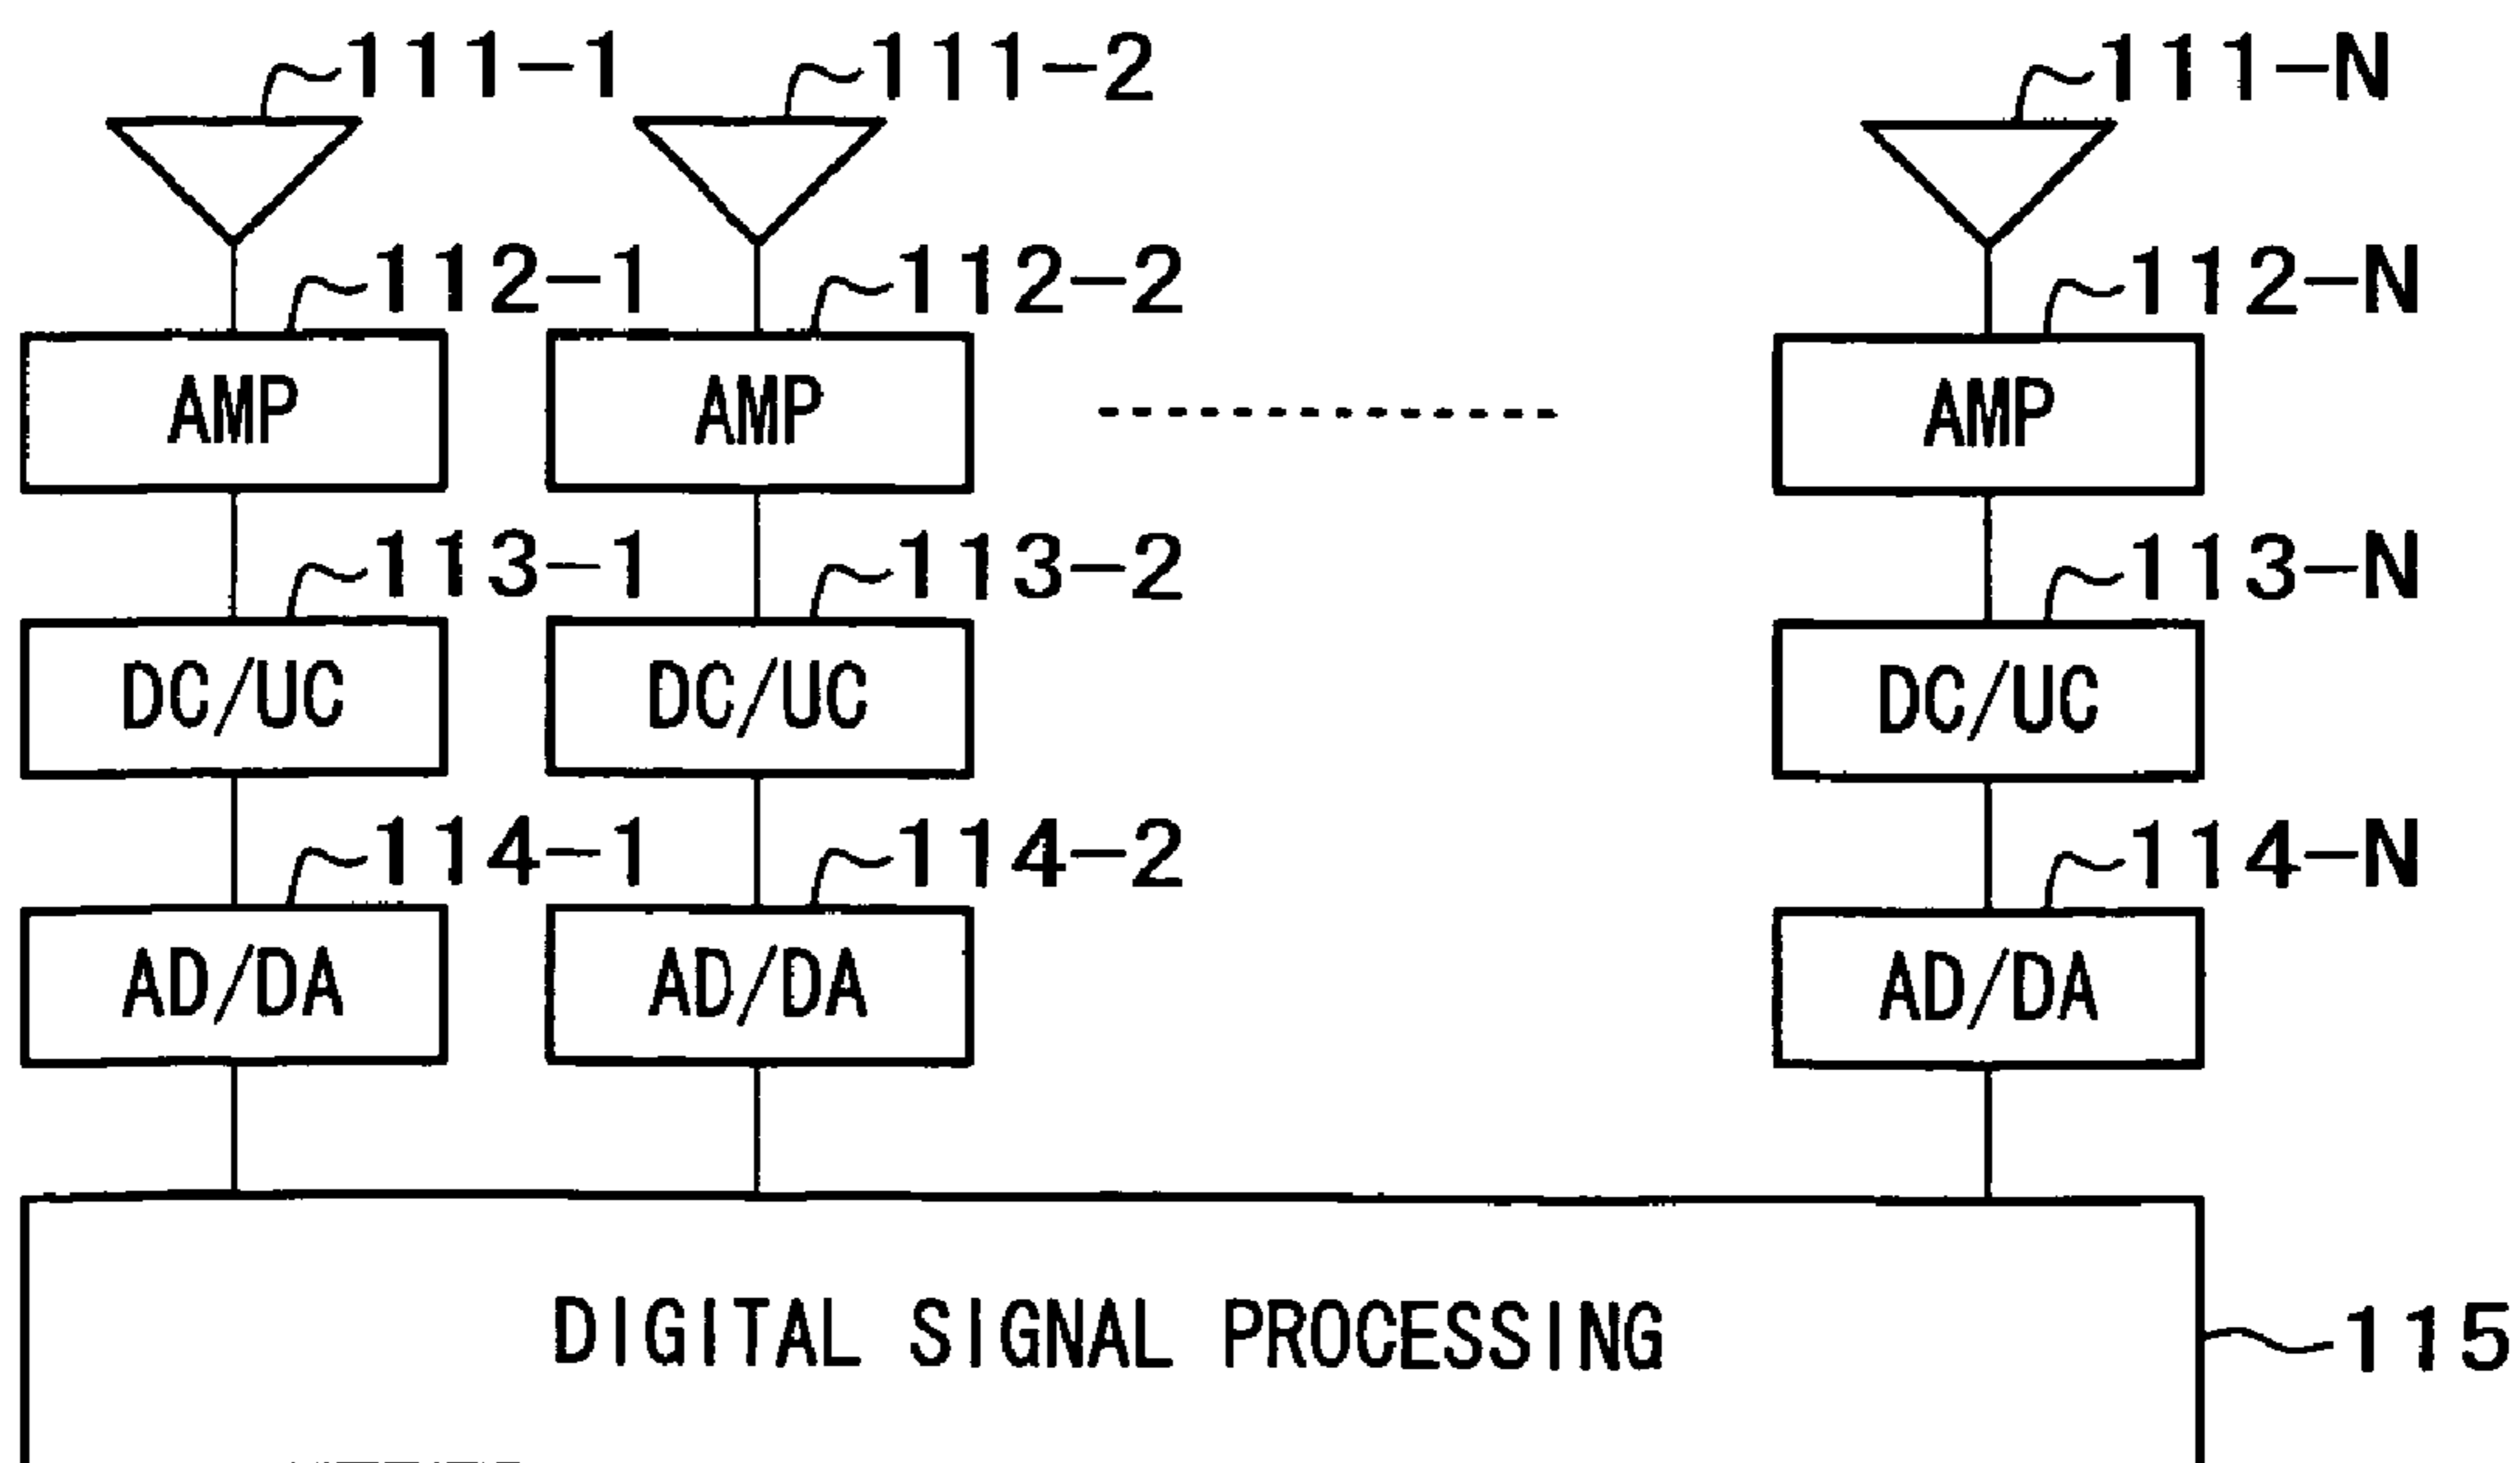 111-1 111-2 111-N
112-1 112-2 112-N
AMP AMP AMP
113-1 113-2 113-N
DC/UC DC/UC DC/UC
114-1 114-2 114-N
AD/DA AD/DA AD/DA
DIGITAL SIGNAL PROCESSING 115